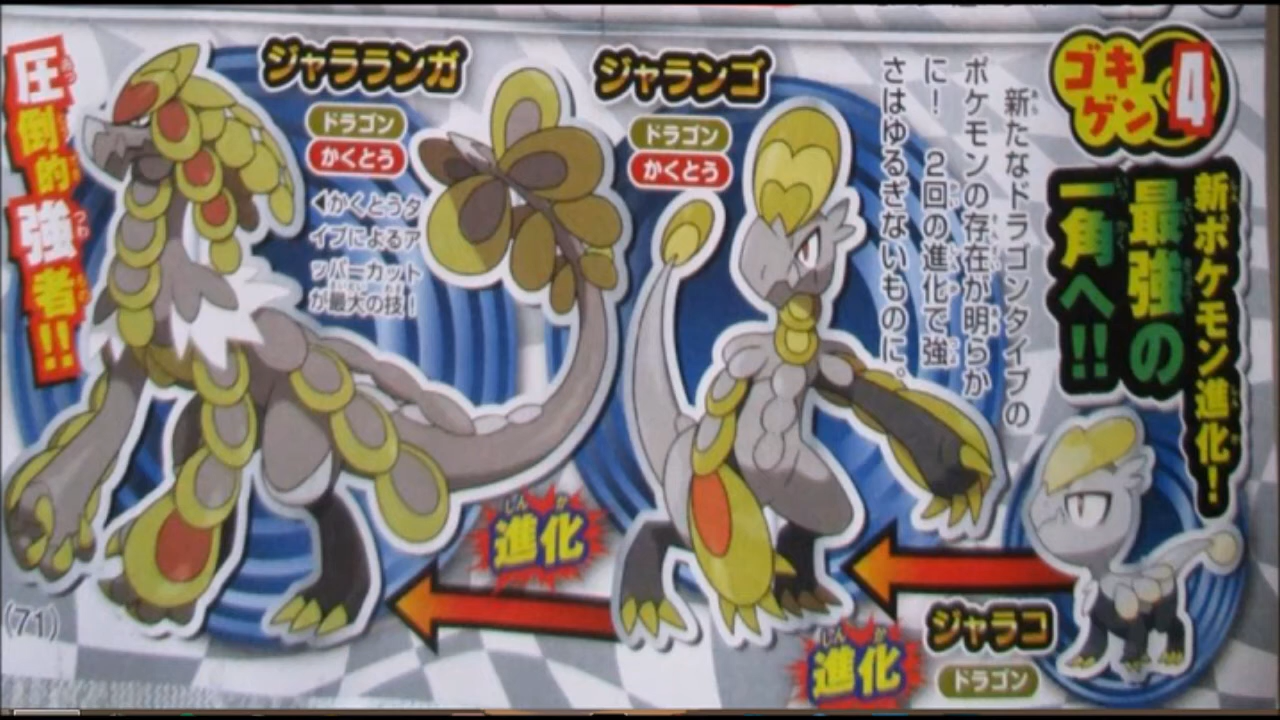 ゴキゲン4
新ポケモン進化!
最強の
一角へ!!
新たなドラゴンタイプの
ポケモンの存在が明らか
に! 2回の進化で強
さはゆるぎないものに。
ジャラコ
ドラゴン
進化
ジャランゴ
ドラゴン
かくとう
進化
ジャラランガ
ドラゴン
かくとう
◀かくとうタ
イプによるア
ッパーカット
が最大の技!
圧倒的強者!!
(71)